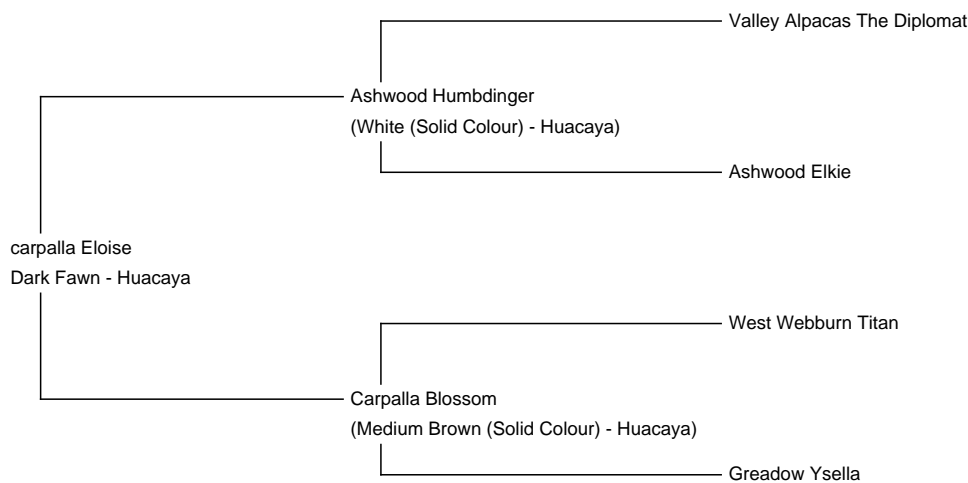 Valley Alpacas The Diplomat
Ashwood Humbdinger
(White (Solid Colour) - Huacaya)
Ashwood Elkie
carpalla Eloise
Dark Fawn - Huacaya
West Webburn Titan
Carpalla Blossom
(Medium Brown (Solid Colour) - Huacaya)
Greadow Ysella